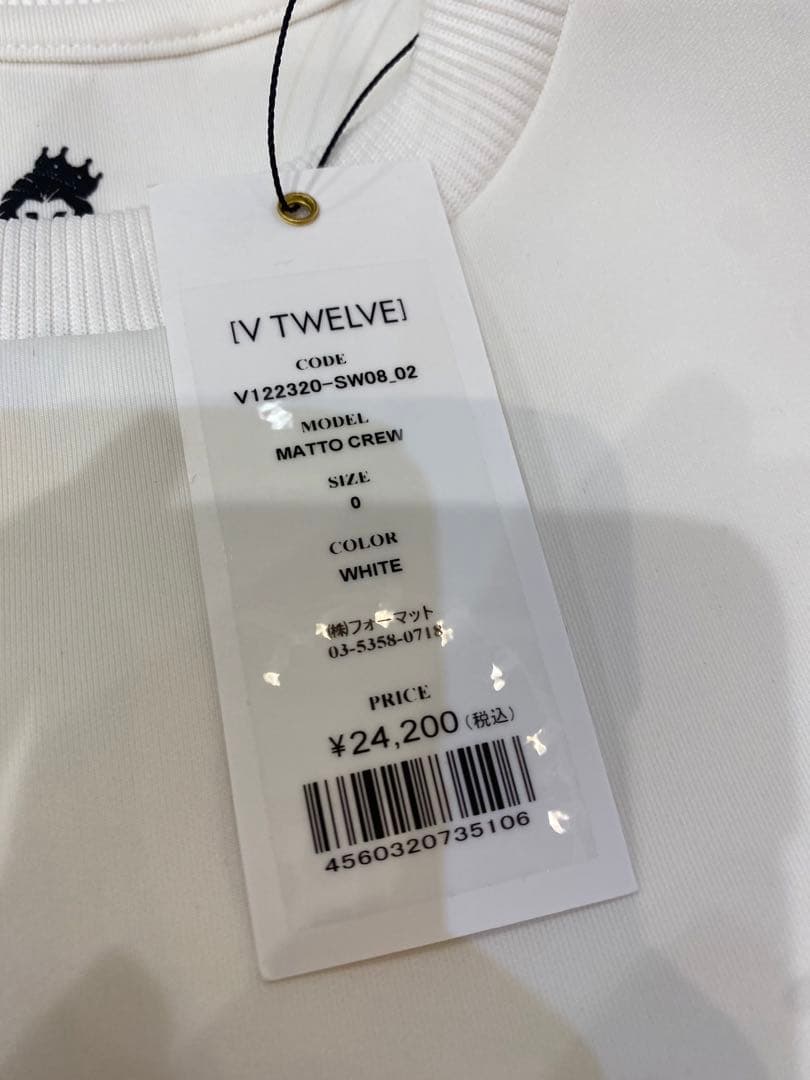 [V TWELVE]
CODE
V122320-SW08_02
MODEL
MATTO CREW
SIZE
0
COLOR
WHITE
(株)フォーマット
03-5358-0718
PRICE
¥24,200(税込)
4560320735106